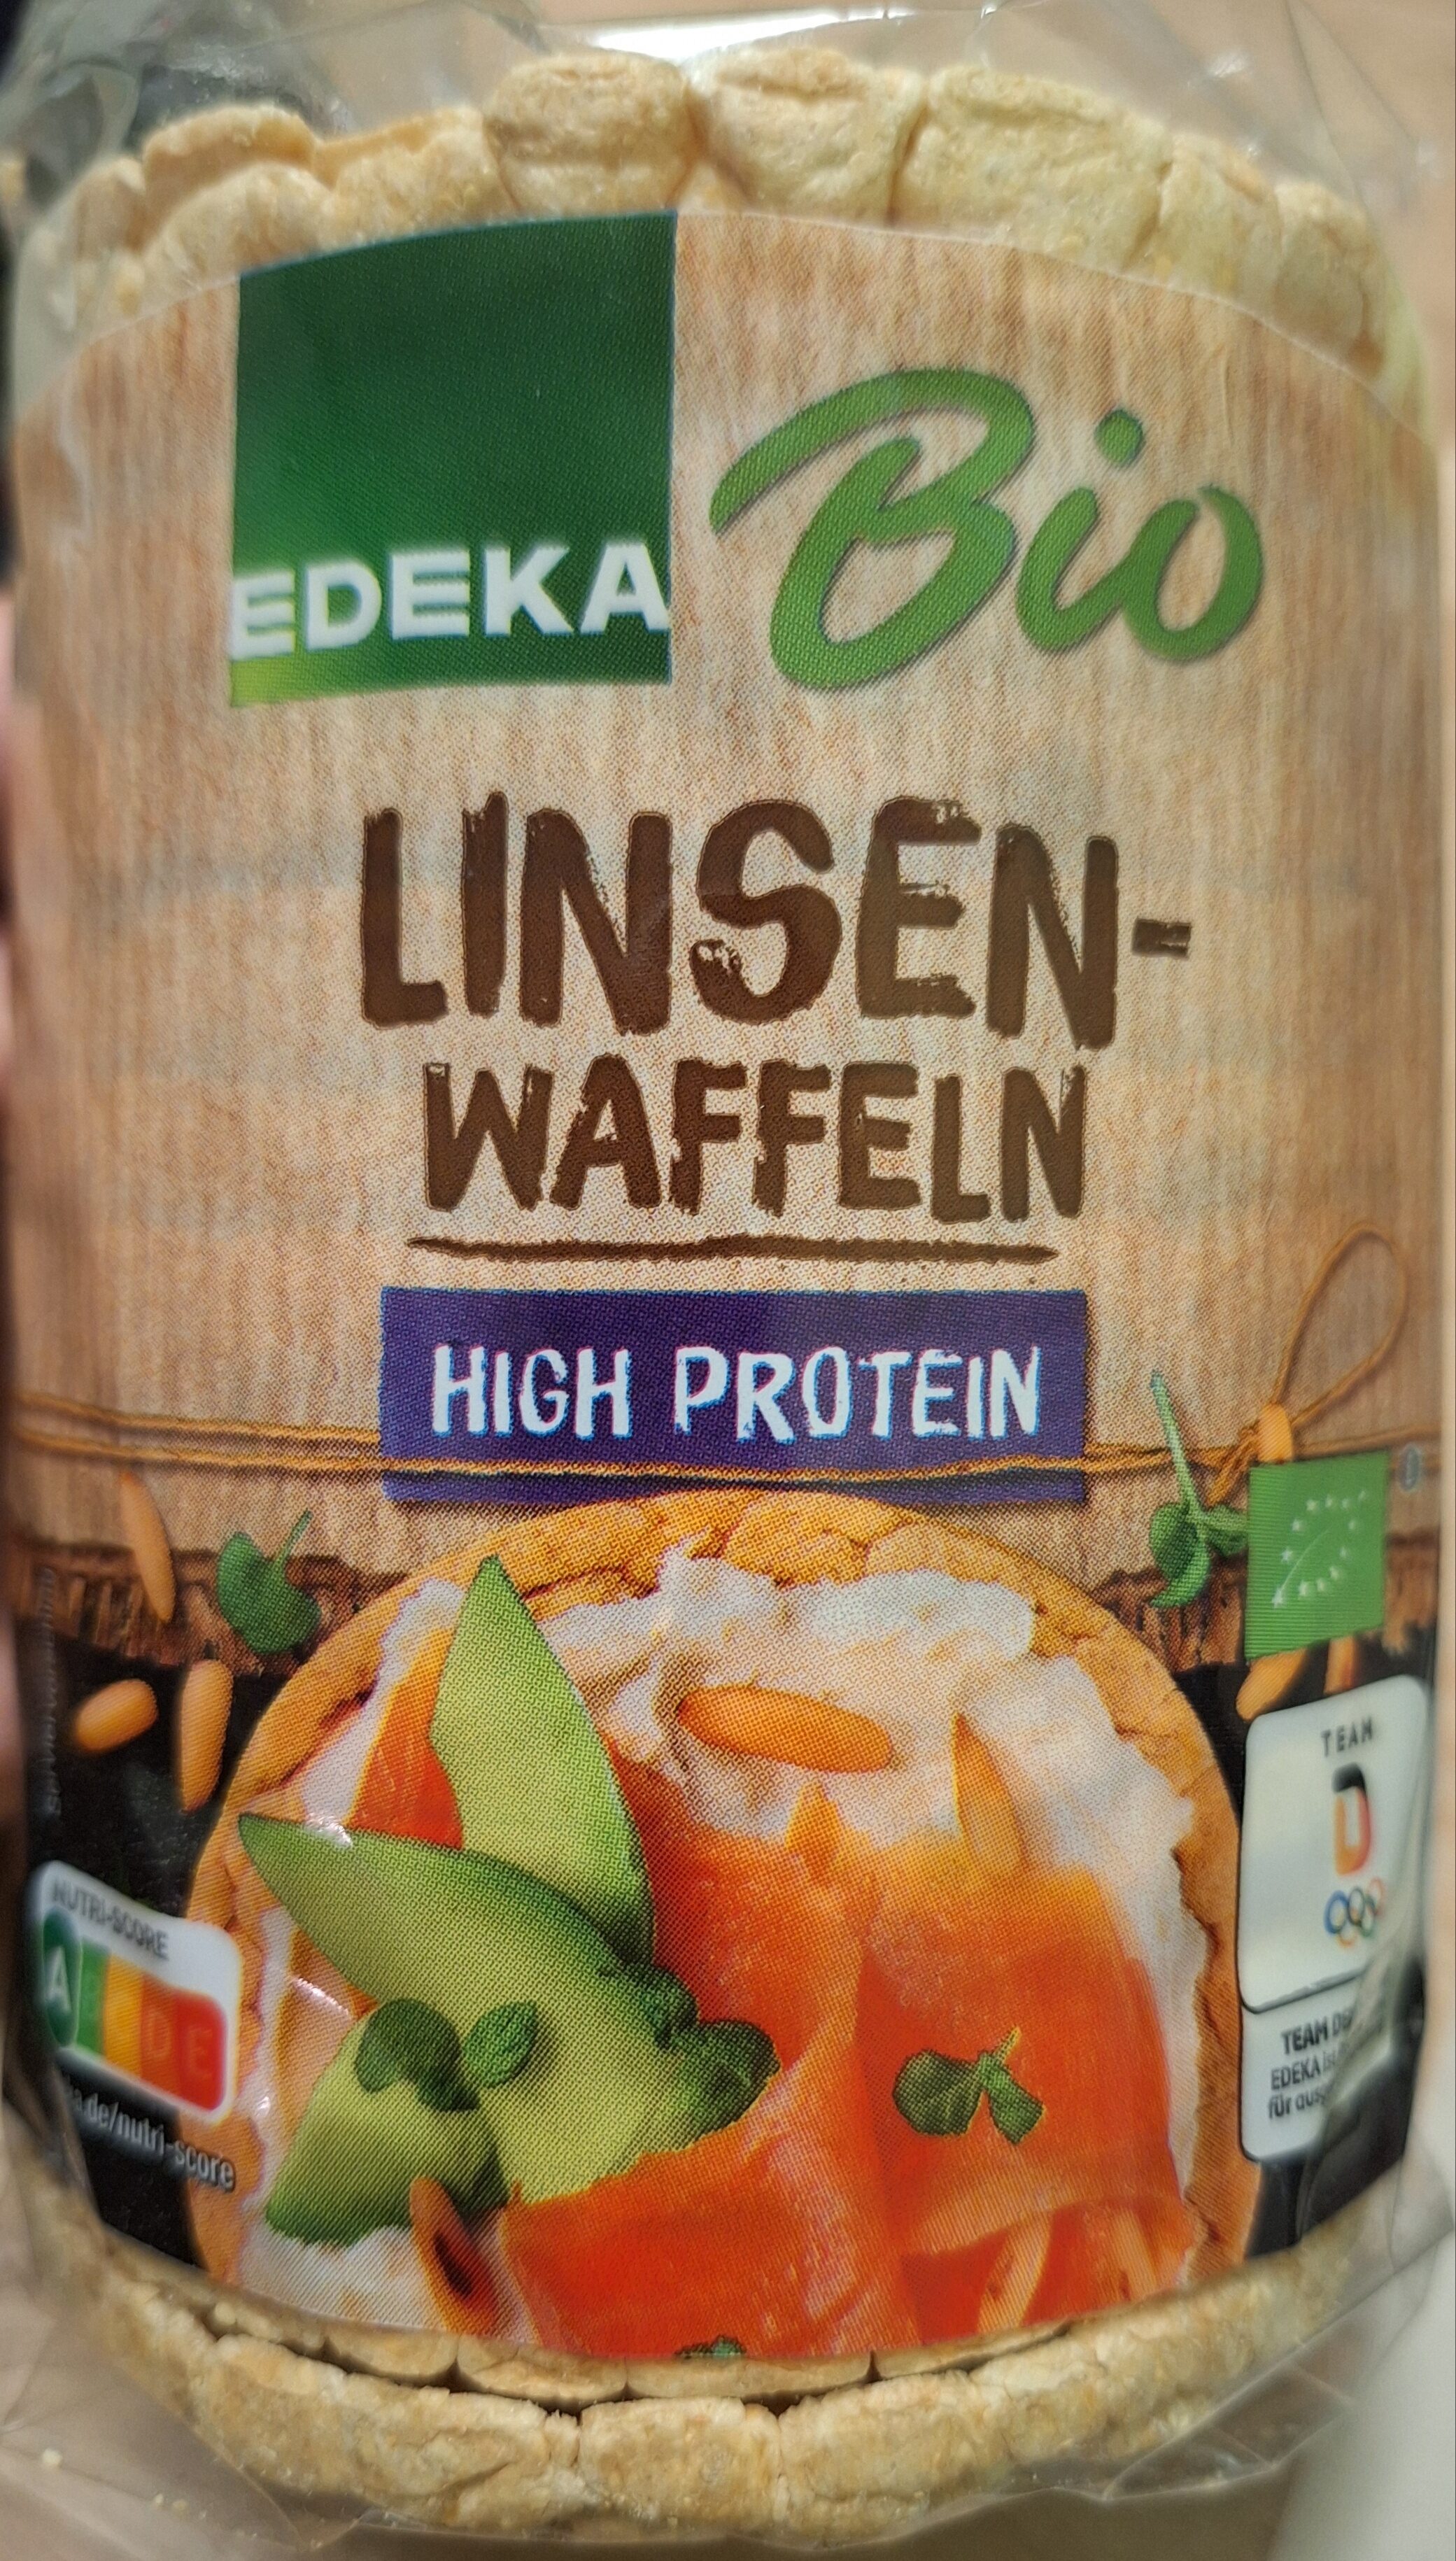 EDEKA
Bio
LINSEN-
WAFFELN
HIGH PROTEIN
TEAM
D
NUTRI-SCORE
A D E
TEAM
EDEKA
für
de/nutri-score